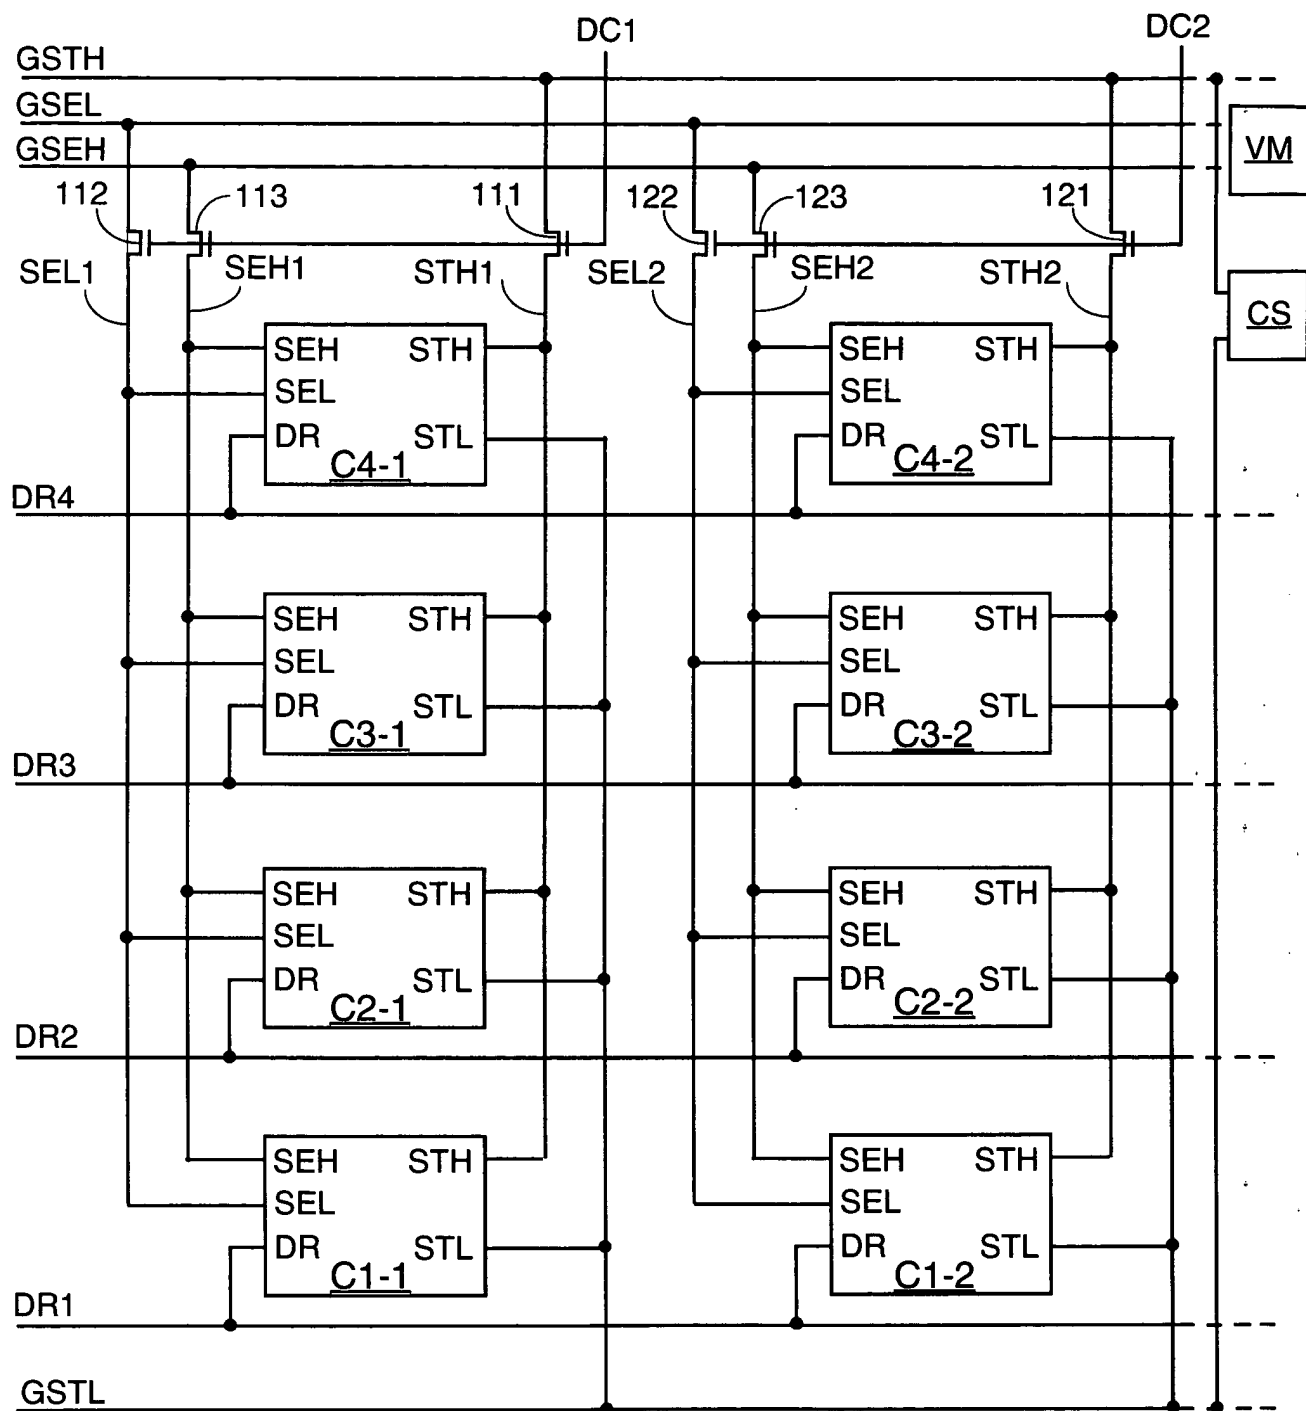 DC1 DC2
GSTH
GSEL
GSEH
VM
112 113 111 122 123 121
SEL1 SEH1 STH1 SEL2 SEH2 STH2
CS
SEH STH SEH STH
SEL SEL
DR STL DR STL
C4-1 C4-2
DR4
SEH STH SEH STH
SEL SEL
DR STL DR STL
C3-1 C3-2
DR3
SEH STH SEH STH
SEL SEL
DR STL DR STL
C2-1 C2-2
DR2
SEH STH SEH STH
SEL SEL
DR STL DR STL
C1-1 C1-2
DR1
GSTL